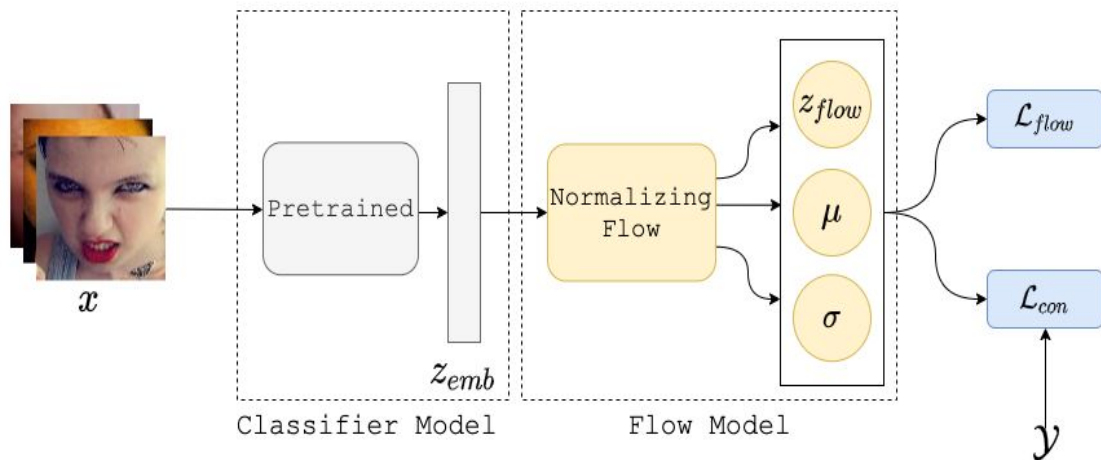 x
Pretrained
z_emb
Classifier Model
Normalizing
Flow
z_flow
μ
σ
Flow Model
ℒ_flow
ℒ_con
𝒴